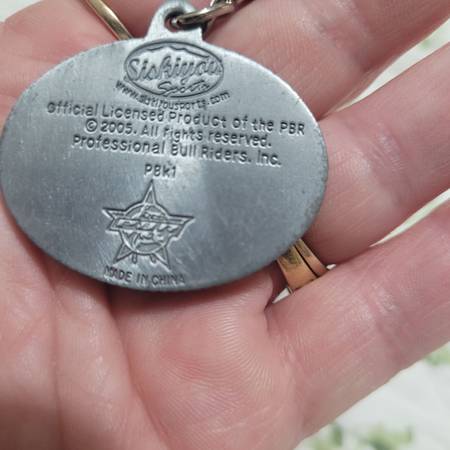 Siskiyou
Sports
www.siskiyousports.com
Official Licensed Product of the PBR
© 2005. All rights reserved.
Professional Bull Riders, Inc.
PBK1
MADE IN CHINA